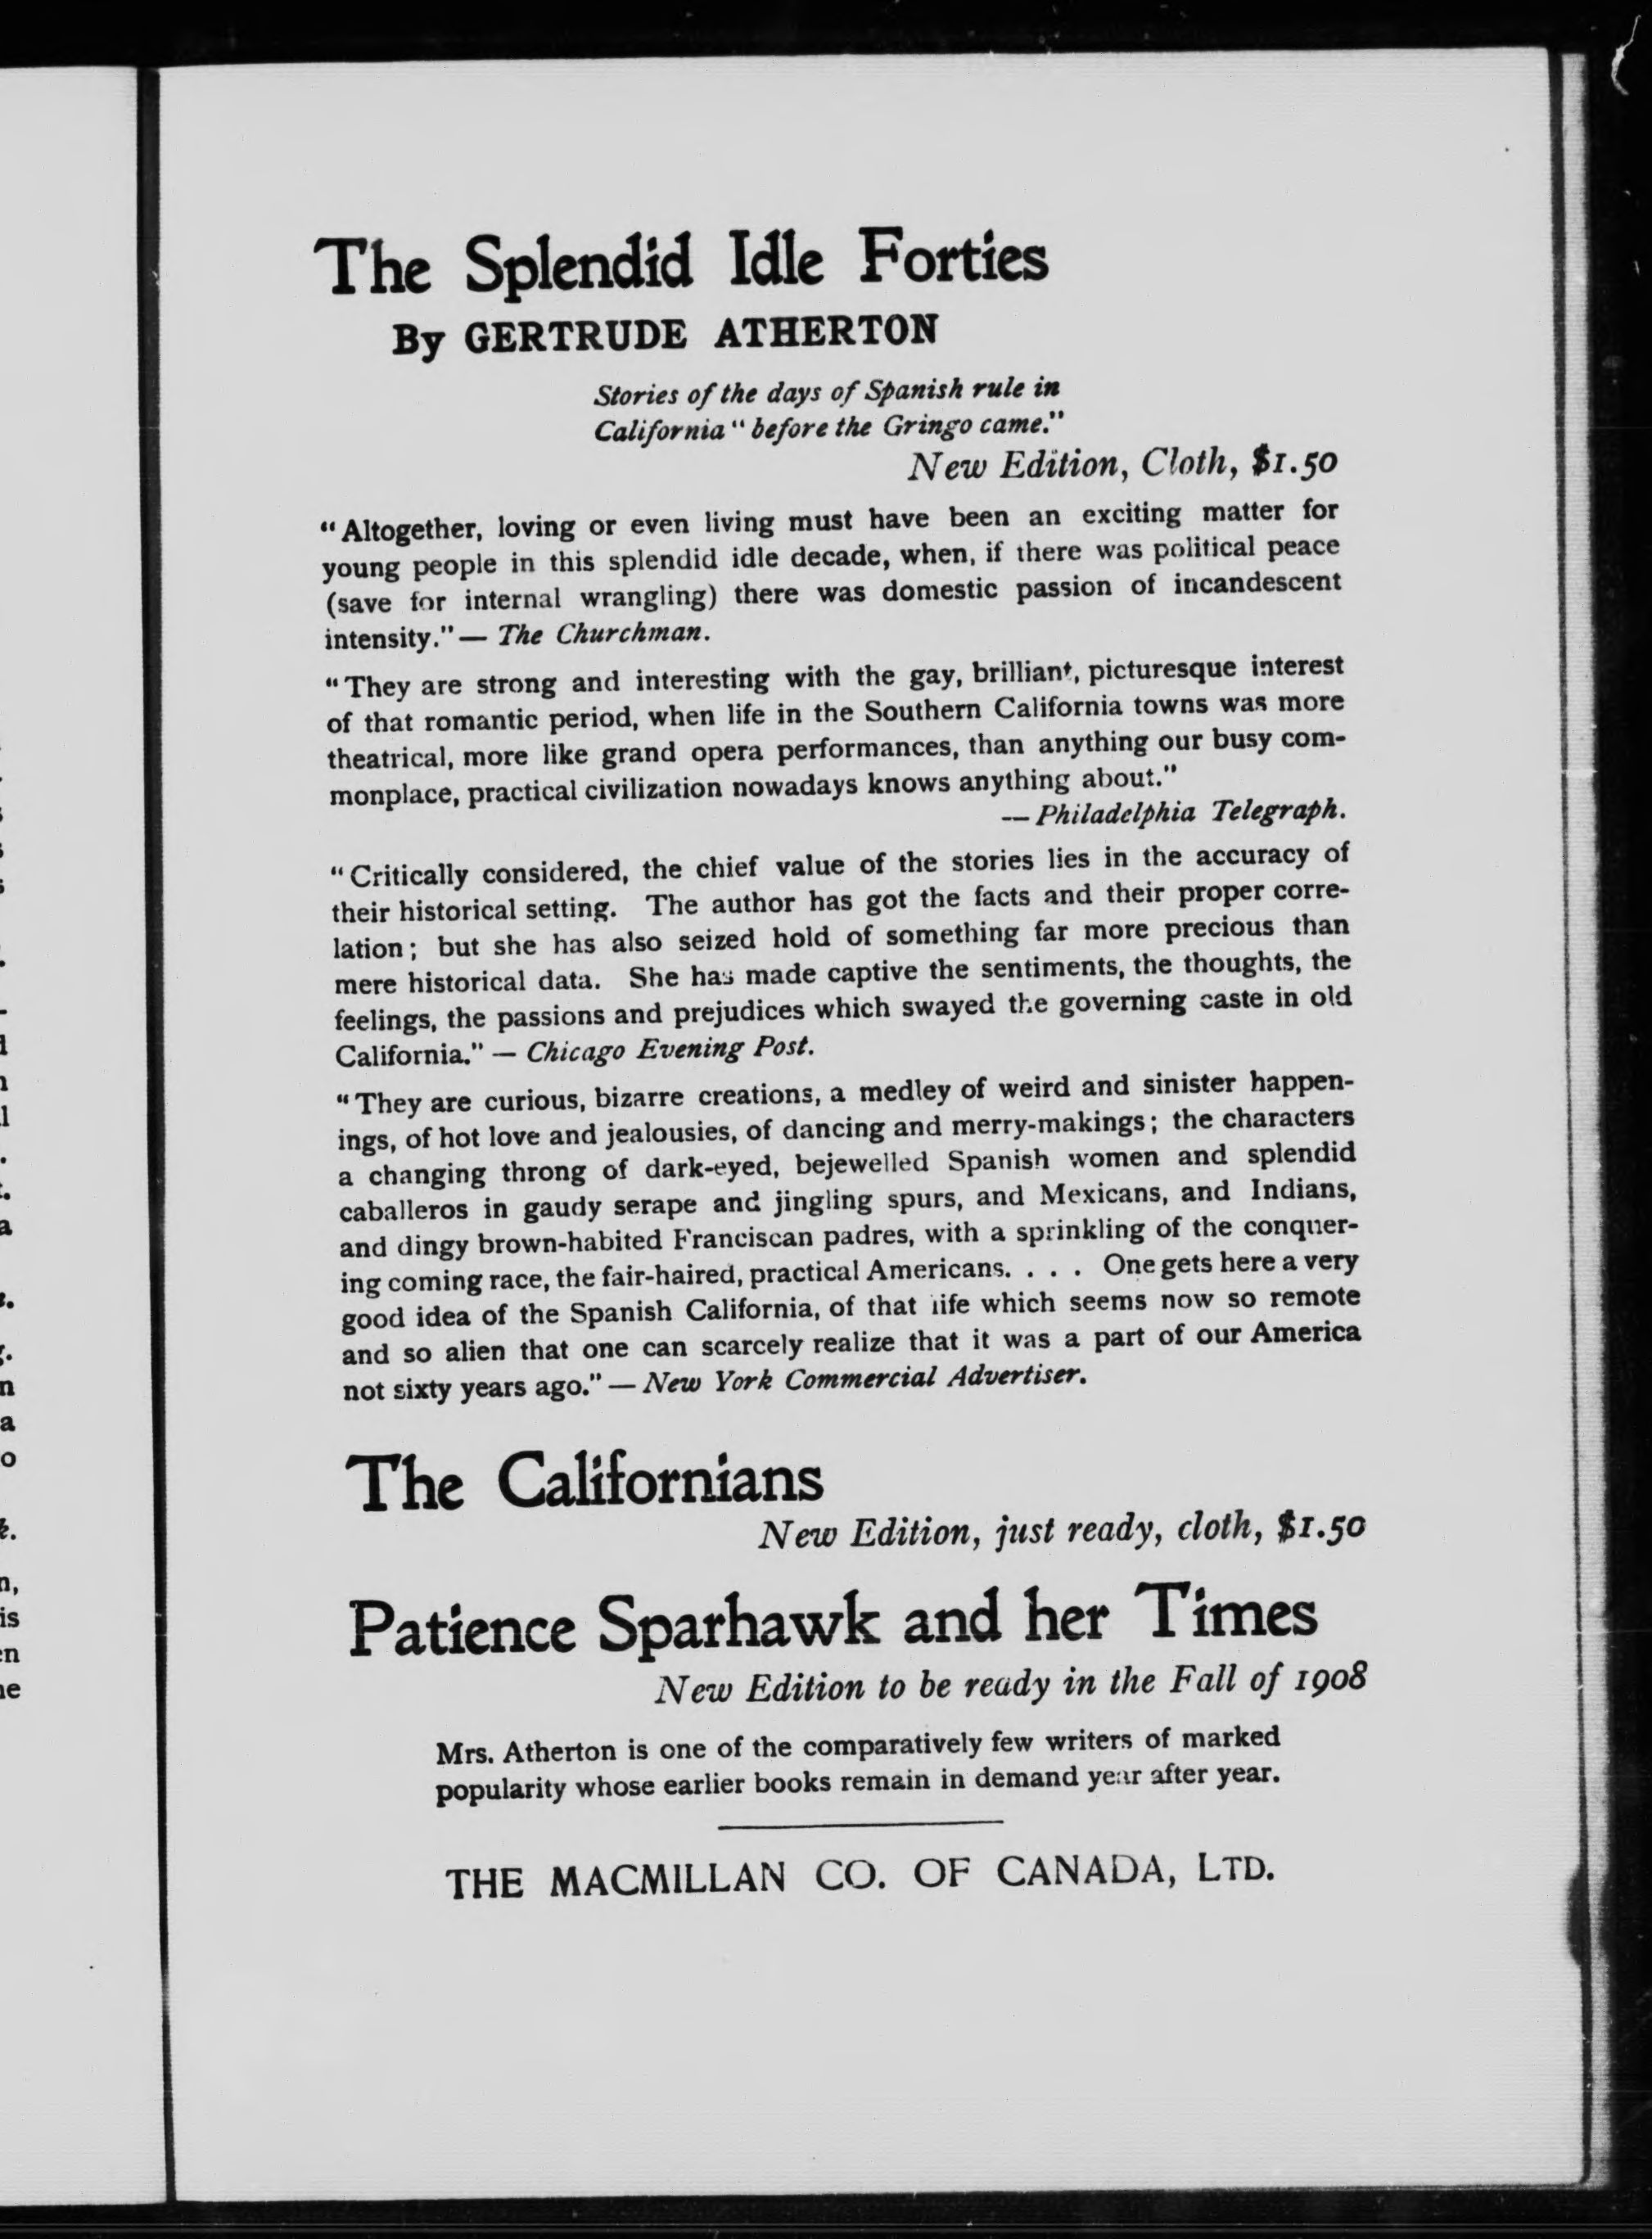 The Splendid Idle Forties
By GERTRUDE ATHERTON
Stories of the days of Spanish rule in
California "before the Gringo came."
New Edition, Cloth, $1.50
"Altogether, loving or even living must have been an exciting matter for
young people in this splendid idle decade, when, if there was political peace
(save for internal wrangling) there was domestic passion of incandescent
intensity."— The Churchman.
"They are strong and interesting with the gay, brilliant, picturesque interest
of that romantic period, when life in the Southern California towns was more
theatrical, more like grand opera performances, than anything our busy com-
monplace, practical civilization nowadays knows anything about."
— Philadelphia Telegraph.
"Critically considered, the chief value of the stories lies in the accuracy of
their historical setting. The author has got the facts and their proper corre-
lation; but she has also seized hold of something far more precious than
mere historical data. She has made captive the sentiments, the thoughts, the
feelings, the passions and prejudices which swayed the governing caste in old
California." — Chicago Evening Post.
"They are curious, bizarre creations, a medley of weird and sinister happen-
ings, of hot love and jealousies, of dancing and merry-makings; the characters
a changing throng of dark-eyed, bejewelled Spanish women and splendid
caballeros in gaudy serape and jingling spurs, and Mexicans, and Indians,
and dingy brown-habited Franciscan padres, with a sprinkling of the conquer-
ing coming race, the fair-haired, practical Americans. . . . One gets here a very
good idea of the Spanish California, of that life which seems now so remote
and so alien that one can scarcely realize that it was a part of our America
not sixty years ago." — New York Commercial Advertiser.
The Californians
New Edition, just ready, cloth, $1.50
Patience Sparhawk and her Times
New Edition to be ready in the Fall of 1908
Mrs. Atherton is one of the comparatively few writers of marked
popularity whose earlier books remain in demand year after year.
THE MACMILLAN CO. OF CANADA, LTD.